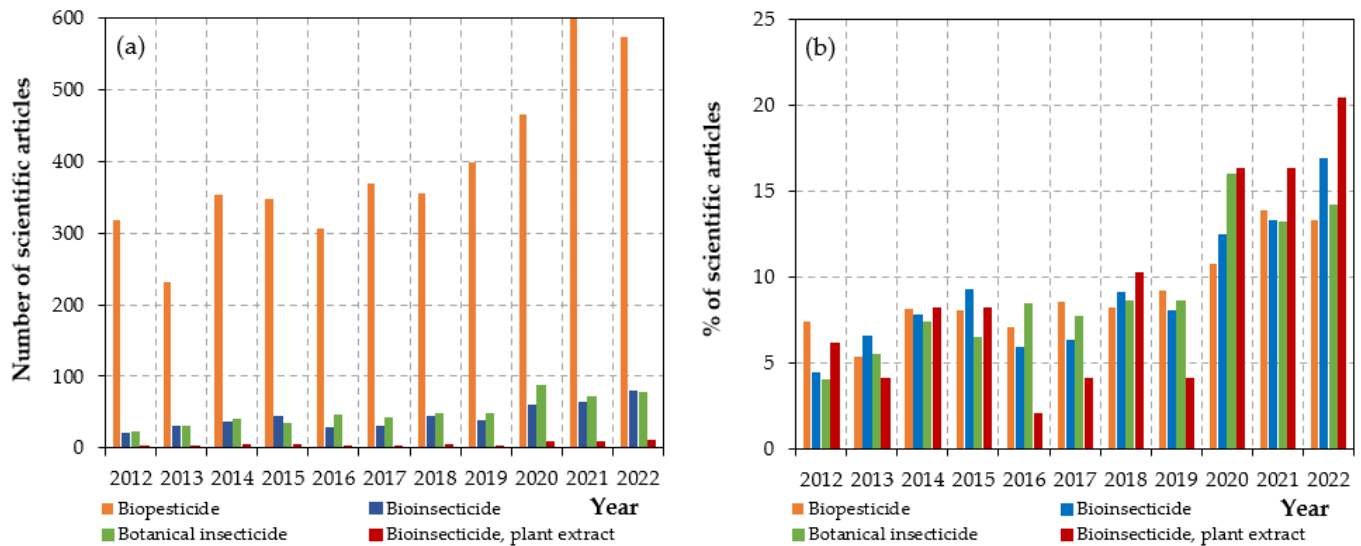 (a)
Number of scientific articles
600
500
400
300
200
100
0
2012 2013 2014 2015 2016 2017 2018 2019 2020 2021 2022
Year
Biopesticide
Bioinsecticide
Botanical insecticide
Bioinsecticide, plant extract
(b)
% of scientific articles
25
20
15
10
5
0
2012 2013 2014 2015 2016 2017 2018 2019 2020 2021 2022
Year
Biopesticide
Bioinsecticide
Botanical insecticide
Bioinsecticide, plant extract